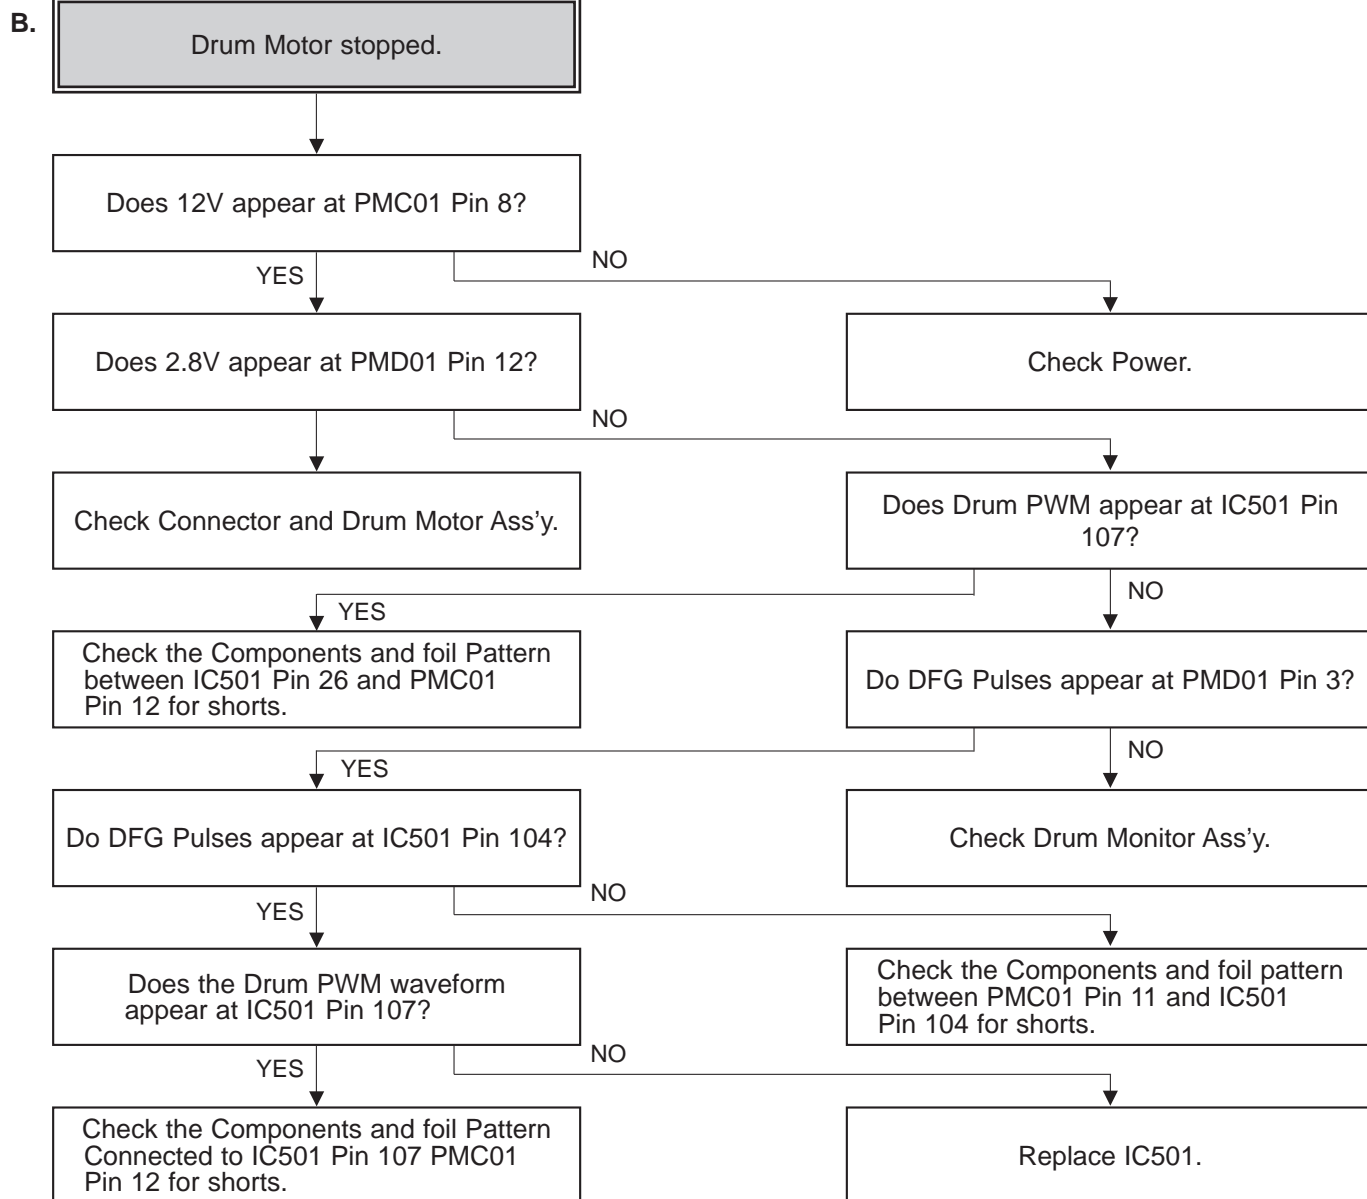 B.
Drum Motor stopped.
Does 12V appear at PMC01 Pin 8?
YES
NO
Does 2.8V appear at PMD01 Pin 12?
Check Power.
NO
Check Connector and Drum Motor Ass’y.
Does Drum PWM appear at IC501 Pin
107?
YES
NO
Check the Components and foil Pattern
between IC501 Pin 26 and PMC01
Pin 12 for shorts.
Do DFG Pulses appear at PMD01 Pin 3?
YES
NO
Do DFG Pulses appear at IC501 Pin 104?
Check Drum Monitor Ass’y.
YES
NO
Does the Drum PWM waveform
appear at IC501 Pin 107?
Check the Components and foil pattern
between PMC01 Pin 11 and IC501
Pin 104 for shorts.
YES
NO
Check the Components and foil Pattern
Connected to IC501 Pin 107 PMC01
Pin 12 for shorts.
Replace IC501.